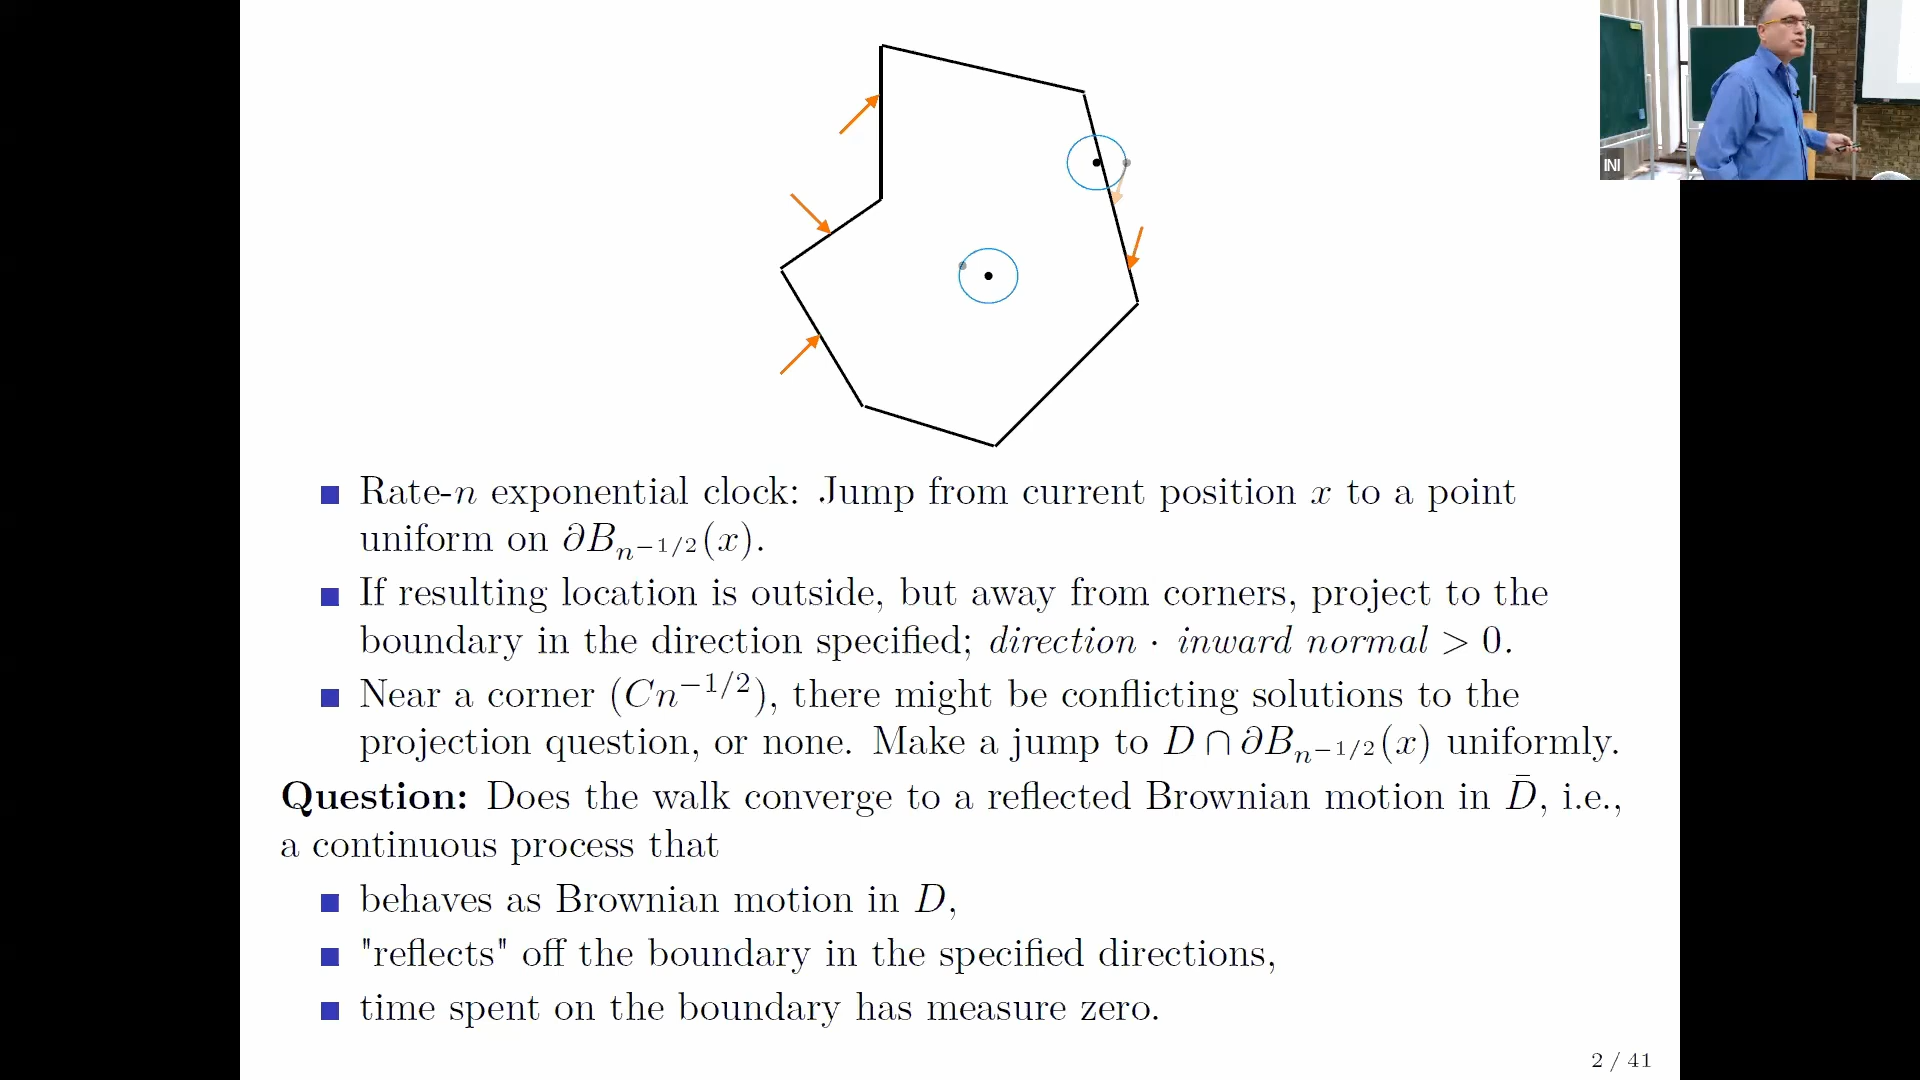 INI
■ Rate-n exponential clock: Jump from current position x to a point
uniform on ∂B_{n^{-1/2}}(x).
■ If resulting location is outside, but away from corners, project to the
boundary in the direction specified; direction · inward normal > 0.
■ Near a corner (Cn^{-1/2}), there might be conflicting solutions to the
projection question, or none. Make a jump to D ∩ ∂B_{n^{-1/2}}(x) uniformly.
Question: Does the walk converge to a reflected Brownian motion in D̄, i.e.,
a continuous process that
■ behaves as Brownian motion in D,
■ "reflects" off the boundary in the specified directions,
■ time spent on the boundary has measure zero.
2 / 41